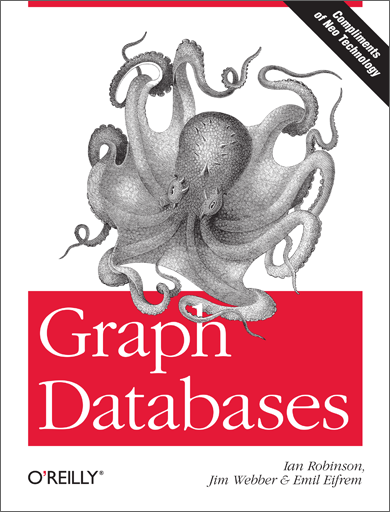 Compliments
of Neo Technology
Graph
Databases
O'REILLY®
Ian Robinson,
Jim Webber & Emil Eifrem